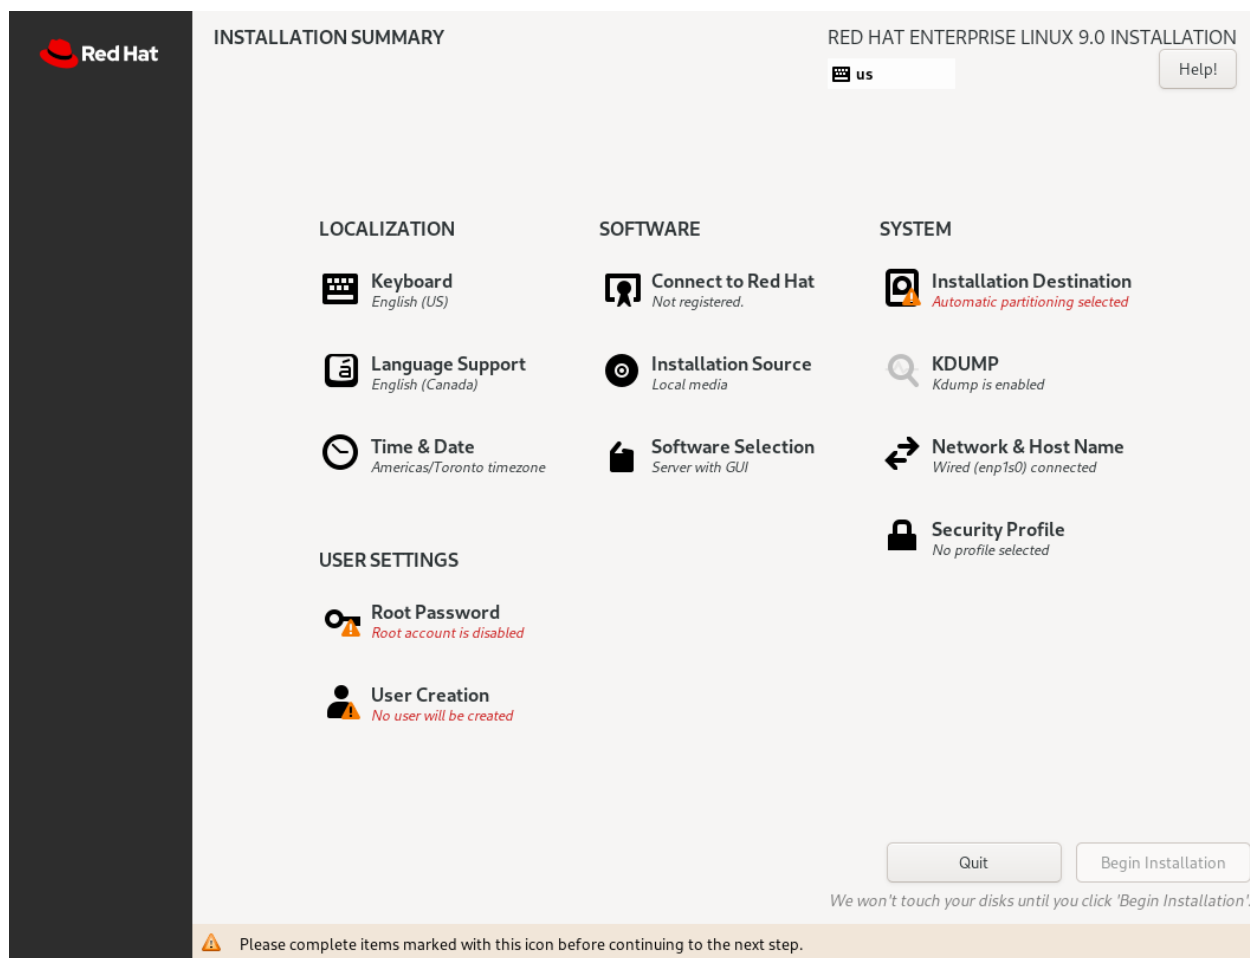 Red Hat
INSTALLATION SUMMARY
RED HAT ENTERPRISE LINUX 9.0 INSTALLATION
us
Help!
LOCALIZATION
Keyboard
English (US)
Language Support
English (Canada)
Time & Date
Americas/Toronto timezone
SOFTWARE
Connect to Red Hat
Not registered.
Installation Source
Local media
Software Selection
Server with GUI
SYSTEM
Installation Destination
Automatic partitioning selected
KDUMP
Kdump is enabled
Network & Host Name
Wired (enp1s0) connected
Security Profile
No profile selected
USER SETTINGS
Root Password
Root account is disabled
User Creation
No user will be created
Quit
Begin Installation
We won't touch your disks until you click 'Begin Installation'.
Please complete items marked with this icon before continuing to the next step.